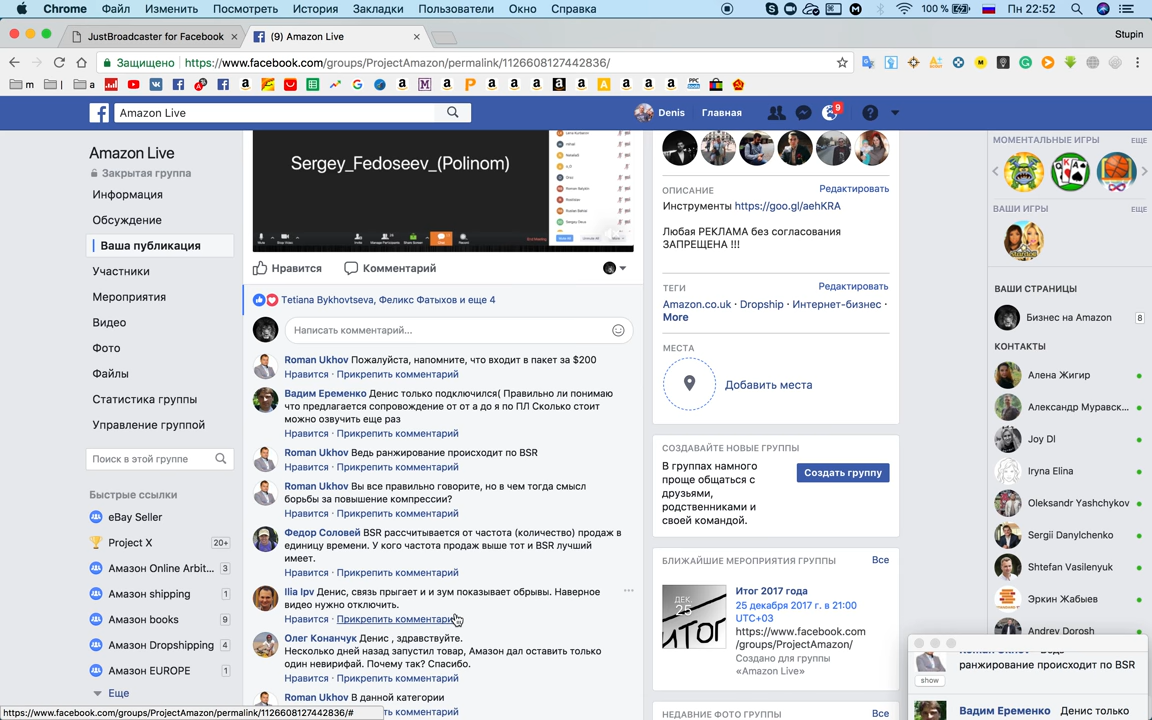 Chrome Файл Изменить Посмотреть История Закладки Пользователи Окно Справка 100 % Пн 22:52
JustBroadcaster for Facebook (9) Amazon Live Stupin
Защищено https://www.facebook.com/groups/ProjectAmazon/permalink/1126608127442836/
Amazon Live
Denis
Главная
9
Amazon Live
Закрытая группа
Информация
Обсуждение
Ваша публикация
Участники
Мероприятия
Видео
Фото
Файлы
Статистика группы
Управление группой
Поиск в этой группе
Быстрые ссылки
eBay Seller
Project X 20+
Амазон Online Arbit... 3
Амазон shipping 1
Амазон books 9
Амазон Dropshipping 4
Амазон EUROPE 1
Еще
https://www.facebook.com/groups/ProjectAmazon/permalink/1126608127442836/#
Sergey_Fedoseev_(Polinom)
Нравится Комментарий
Tetiana Bykhovtseva, Феликс Фатыхов и еще 4
Написать комментарий...
Roman Ukhov Пожалуйста, напомните, что входит в пакет за $200
Нравится · Прикрепить комментарий
Вадим Еременко Денис только подключился( Правильно ли понимаю
что предлагается сопровождение от от а до я по ПЛ Сколько стоит
можно озвучить еще раз
Нравится · Прикрепить комментарий
Roman Ukhov Ведь ранжирование происходит по BSR
Нравится · Прикрепить комментарий
Roman Ukhov Вы все правильно говорите, но в чем тогда смысл
борьбы за повышение компрессии?
Нравится · Прикрепить комментарий
Федор Соловей BSR рассчитывается от частота (количество) продаж в
единицу времени. У кого частота продаж выше тот и BSR лучший
имеет.
Нравится · Прикрепить комментарий
Ilia Ipv Денис, связь прыгает и и зум показывает обрывы. Наверное
видео нужно отключить.
Нравится · Прикрепить комментарий
Олег Конанчук Денис , здравствуйте.
Несколько дней назад запустил товар, Амазон дал оставить только
один неверифай. Почему так? Спасибо.
Нравится · Прикрепить комментарий
Roman Ukhov В данной категории
комментарий
ОПИСАНИЕ Редактировать
Инструменты https://goo.gl/aehKRA
Любая РЕКЛАМА без согласования
ЗАПРЕЩЕНА !!!
ТЕГИ Редактировать
Amazon.co.uk · Dropship · Интернет-бизнес ·
More
МЕСТА
Добавить места
СОЗДАВАЙТЕ НОВЫЕ ГРУППЫ
В группах намного
проще общаться с
друзьями,
родственниками и
своей командой.
Создать группу
БЛИЖАЙШИЕ МЕРОПРИЯТИЯ ГРУППЫ Все
DEC
25
ИТОГ
Итог 2017 года
25 декабря 2017 г. в 21:00
UTC+03
https://www.facebook.com
/groups/ProjectAmazon/
Создано для группы
«Amazon Live»
НЕДАВНИЕ ФОТО ГРУППЫ Все
МОМЕНТАЛЬНЫЕ ИГРЫ ЕЩЕ
ВАШИ ИГРЫ ЕЩЕ
ВАШИ СТРАНИЦЫ
Бизнес на Amazon 8
КОНТАКТЫ
Алена Жигир
Александр Муравск...
Joy Dl
Iryna Elina
Oleksandr Yashchykov
Sergii Danylchenko
Shtefan Vasilenyuk
Эркин Жабыев
Andrey Dorosh
ранжирование происходит по BSR
show
Вадим Еременко Денис только